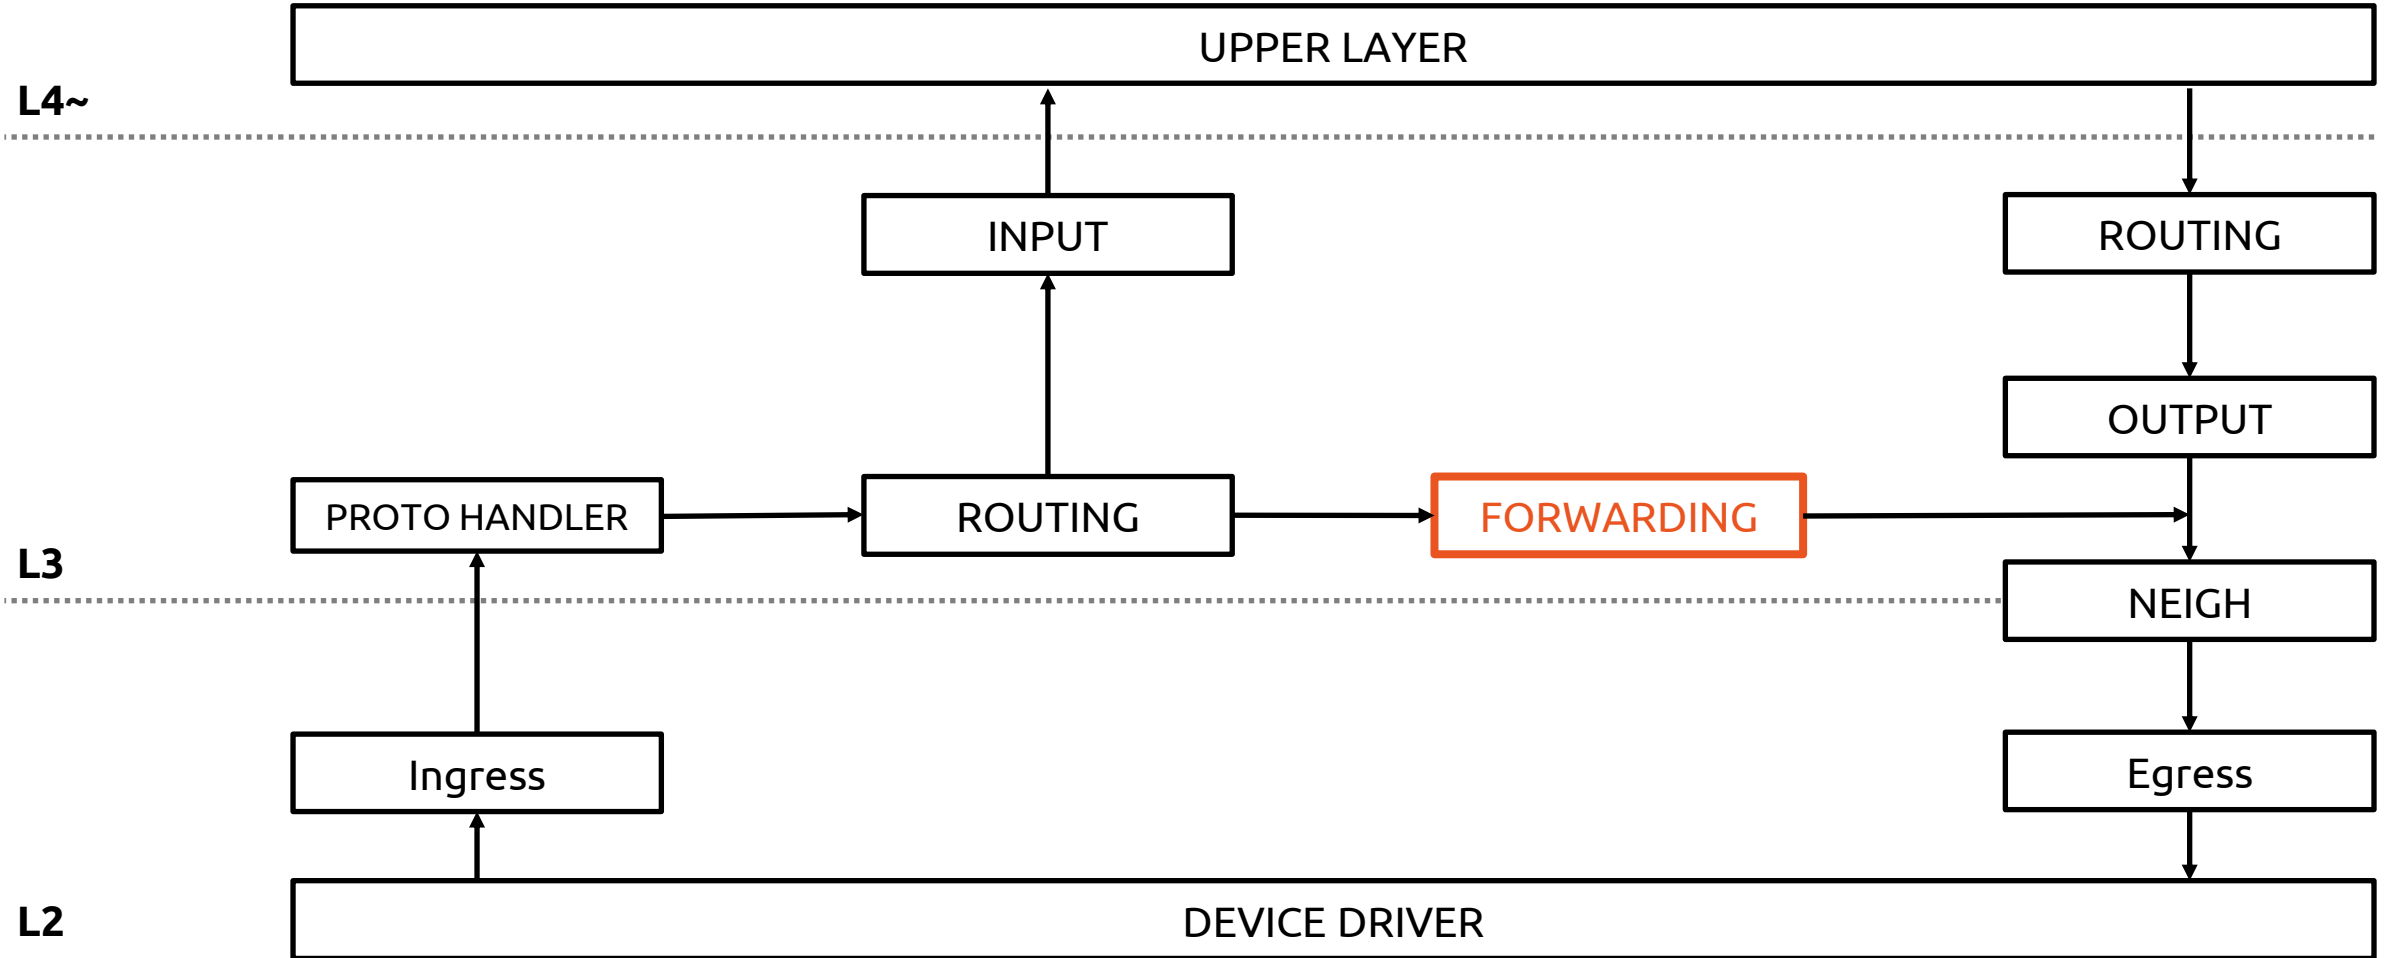 UPPER LAYER
L4~
INPUT
ROUTING
OUTPUT
PROTO HANDLER
ROUTING
FORWARDING
L3
NEIGH
Ingress
Egress
L2
DEVICE DRIVER